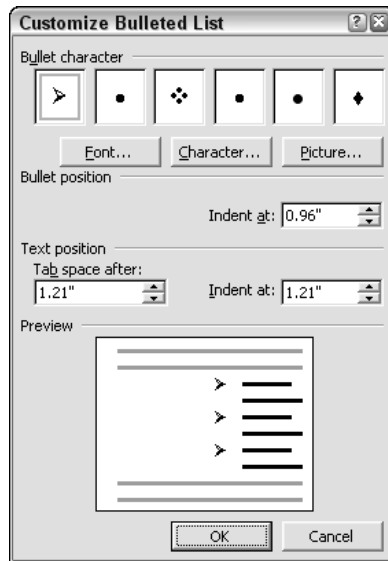 Customize Bulleted List
Bullet character
Font... Character... Picture...
Bullet position
Indent at: 0.96"
Text position
Tab space after:
1.21" Indent at: 1.21"
Preview
OK Cancel